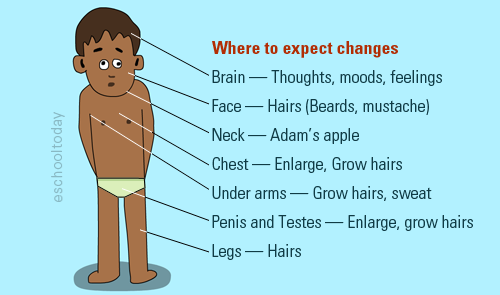 Where to expect changes
Brain — Thoughts, moods, feelings
Face — Hairs (Beards, mustache)
Neck — Adam's apple
Chest — Enlarge, Grow hairs
Under arms — Grow hairs, sweat
Penis and Testes — Enlarge, grow hairs
Legs — Hairs
eschooltoday